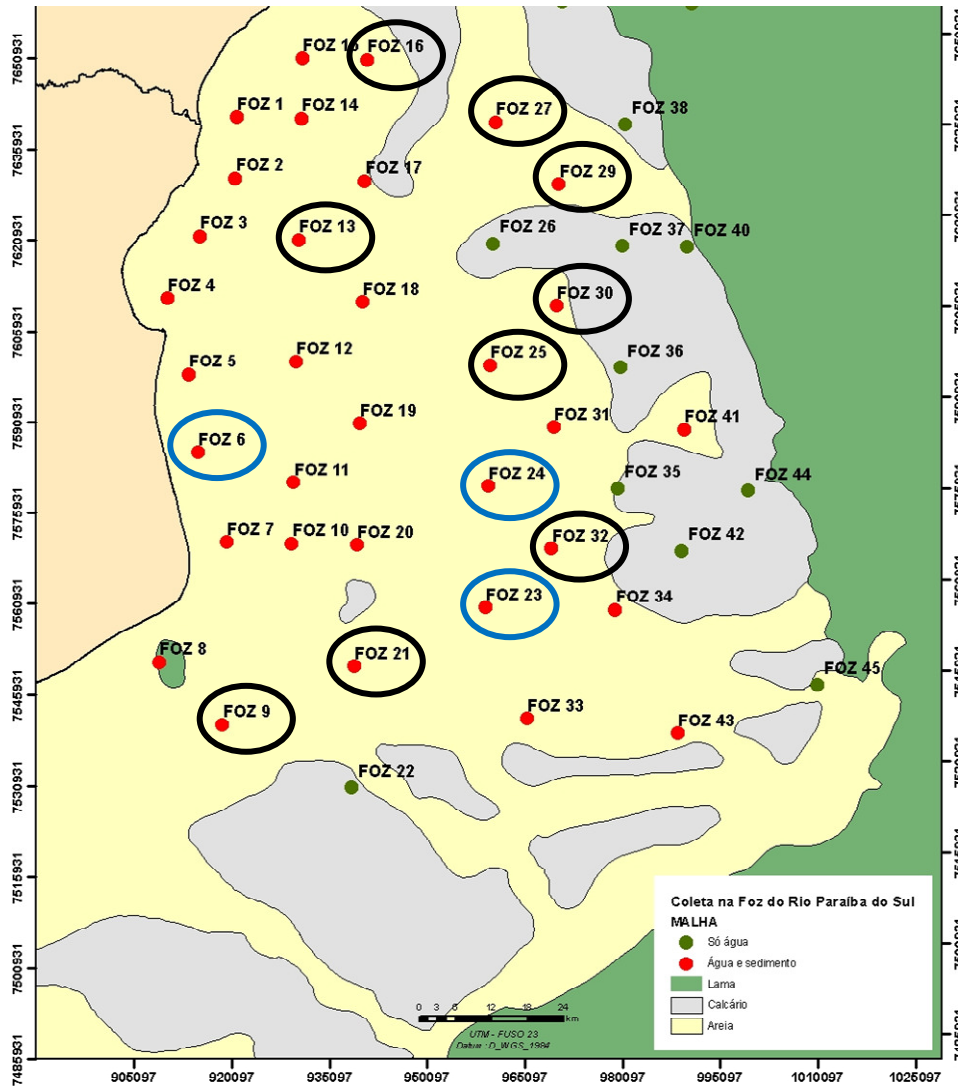 FOZ 15
FOZ 16
FOZ 1
FOZ 14
FOZ 27
FOZ 38
FOZ 2
FOZ 17
FOZ 29
FOZ 3
FOZ 13
FOZ 26
FOZ 37
FOZ 40
FOZ 4
FOZ 18
FOZ 30
FOZ 5
FOZ 12
FOZ 25
FOZ 36
FOZ 6
FOZ 19
FOZ 31
FOZ 41
FOZ 11
FOZ 24
FOZ 35
FOZ 44
FOZ 7
FOZ 10
FOZ 20
FOZ 32
FOZ 42
FOZ 23
FOZ 34
FOZ 8
FOZ 21
FOZ 45
FOZ 9
FOZ 33
FOZ 43
FOZ 22
7650931
7635931
7620931
7605931
7590931
7575931
7560931
7545931
7530931
7515931
7500931
7485931
Coleta na Foz do Rio Paraíba do Sul
MALHA
Só água
Água e sedimento
Lama
Calcário
Areia
0 3 6 12 18 24
km
UTM - FUSO 23
Datum : D_WGS_1984
905097 920097 935097 950097 965097 980097 995097 1010097 1025097